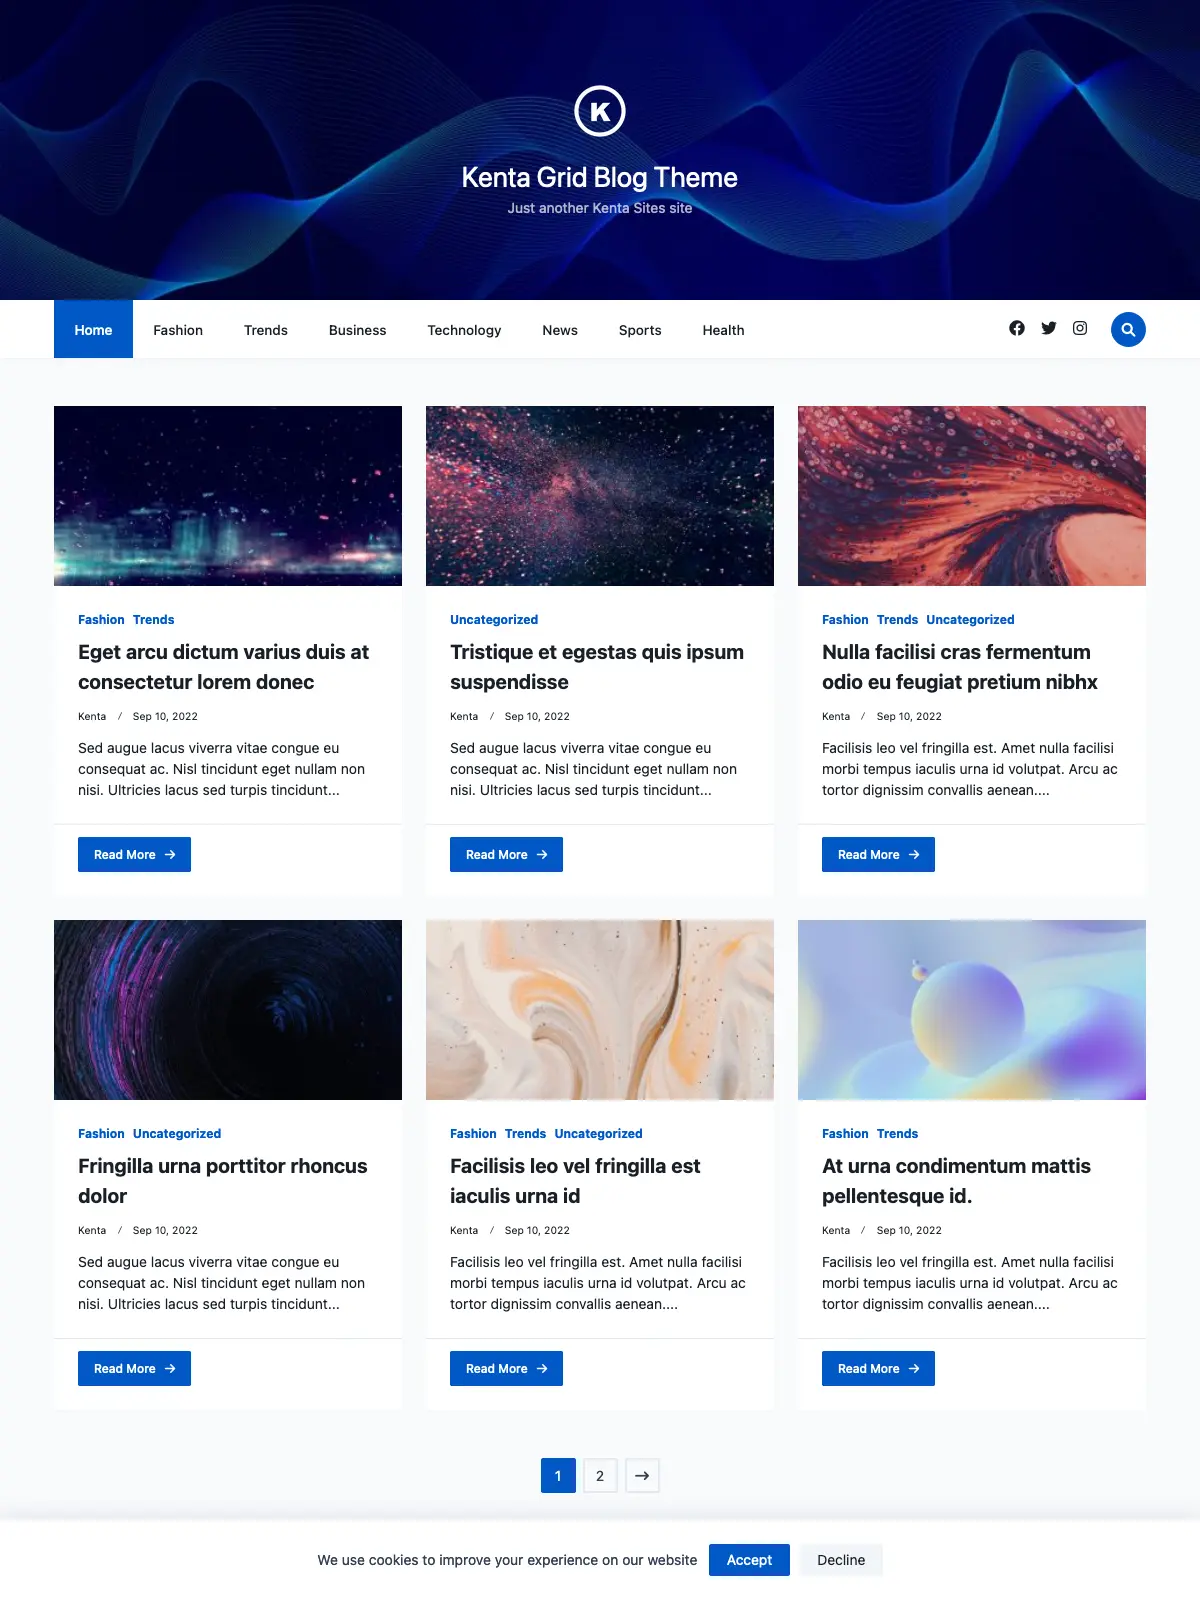 K
Kenta Grid Blog Theme
Just another Kenta Sites site
Home Fashion Trends Business Technology News Sports Health
Fashion Trends
Eget arcu dictum varius duis at
consectetur lorem donec
Kenta / Sep 10, 2022
Sed augue lacus viverra vitae congue eu
consequat ac. Nisl tincidunt eget nullam non
nisi. Ultricies lacus sed turpis tincidunt...
Read More →
Uncategorized
Tristique et egestas quis ipsum
suspendisse
Kenta / Sep 10, 2022
Sed augue lacus viverra vitae congue eu
consequat ac. Nisl tincidunt eget nullam non
nisi. Ultricies lacus sed turpis tincidunt...
Read More →
Fashion Trends Uncategorized
Nulla facilisi cras fermentum
odio eu feugiat pretium nibhx
Kenta / Sep 10, 2022
Facilisis leo vel fringilla est. Amet nulla facilisi
morbi tempus iaculis urna id volutpat. Arcu ac
tortor dignissim convallis aenean....
Read More →
Fashion Uncategorized
Fringilla urna porttitor rhoncus
dolor
Kenta / Sep 10, 2022
Sed augue lacus viverra vitae congue eu
consequat ac. Nisl tincidunt eget nullam non
nisi. Ultricies lacus sed turpis tincidunt...
Read More →
Fashion Trends Uncategorized
Facilisis leo vel fringilla est
iaculis urna id
Kenta / Sep 10, 2022
Facilisis leo vel fringilla est. Amet nulla facilisi
morbi tempus iaculis urna id volutpat. Arcu ac
tortor dignissim convallis aenean....
Read More →
Fashion Trends
At urna condimentum mattis
pellentesque id.
Kenta / Sep 10, 2022
Facilisis leo vel fringilla est. Amet nulla facilisi
morbi tempus iaculis urna id volutpat. Arcu ac
tortor dignissim convallis aenean....
Read More →
1 2 →
We use cookies to improve your experience on our website Accept Decline